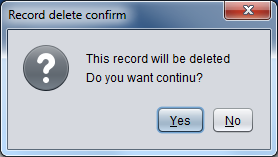 Record delete confirm
This record will be deleted
Do you want continu?
Yes No